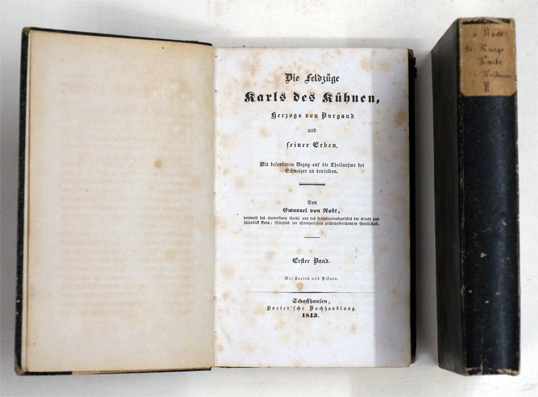 Die Feldzüge
Karls des Kühnen,
Herzogs von Burgund
und
seiner Erben.
Mit besonderem Bezug auf die Theilnahme der
Schweizer an denselben.
Von
Emanuel von Rodt,
Erster Band.
Mit Karten und Plänen.
Schaffhausen,
Hurter'sche Buchhandlung.
1843.
Rodt
Karls
II